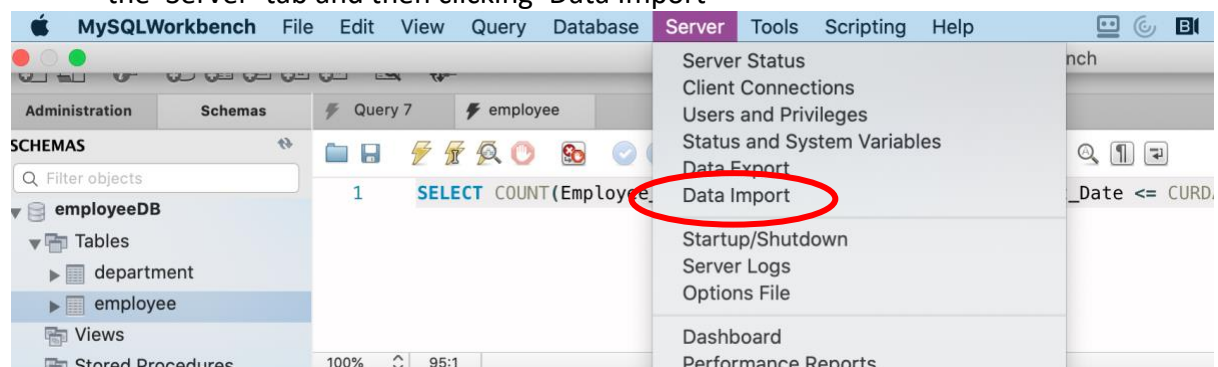 the 'Server' tab and then clicking 'Data Import'
MySQLWorkbench File Edit View Query Database Server Tools Scripting Help
Server Status
Client Connections
Users and Privileges
Status and System Variables
Data Export
Data Import
Startup/Shutdown
Server Logs
Options File
Dashboard
Performance Reports
nch
Administration Schemas Query 7 employee
SCHEMAS
Filter objects
employeeDB
Tables
department
employee
Views
Stored Procedures
1 SELECT COUNT(Employee_ _Date <= CURD
100% 95:1